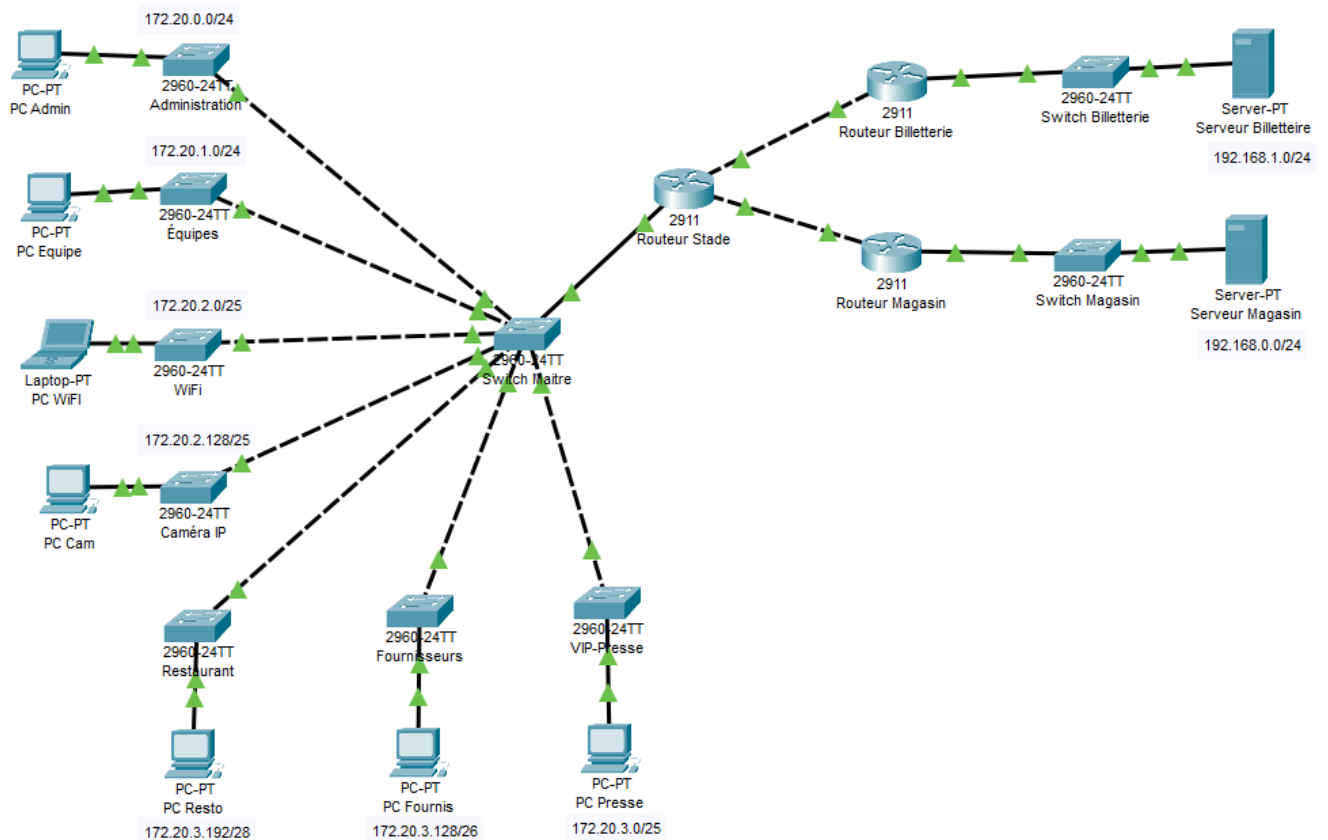 172.20.0.0/24
PC-PT
PC Admin
2960-24TT
Administration
172.20.1.0/24
PC-PT
PC Equipe
2960-24TT
Équipes
172.20.2.0/25
Laptop-PT
PC WiFI
2960-24TT
WiFi
172.20.2.128/25
PC-PT
PC Cam
2960-24TT
Caméra IP
2960-24TT
Restaurant
PC-PT
PC Resto
172.20.3.192/28
2960-24TT
Fournisseurs
PC-PT
PC Fournis
172.20.3.128/26
2960-24TT
VIP-Presse
PC-PT
PC Presse
172.20.3.0/25
2960-24TT
Switch Maitre
2911
Routeur Stade
2911
Routeur Billetterie
2960-24TT
Switch Billetterie
Server-PT
Serveur Billetteire
192.168.1.0/24
2911
Routeur Magasin
2960-24TT
Switch Magasin
Server-PT
Serveur Magasin
192.168.0.0/24